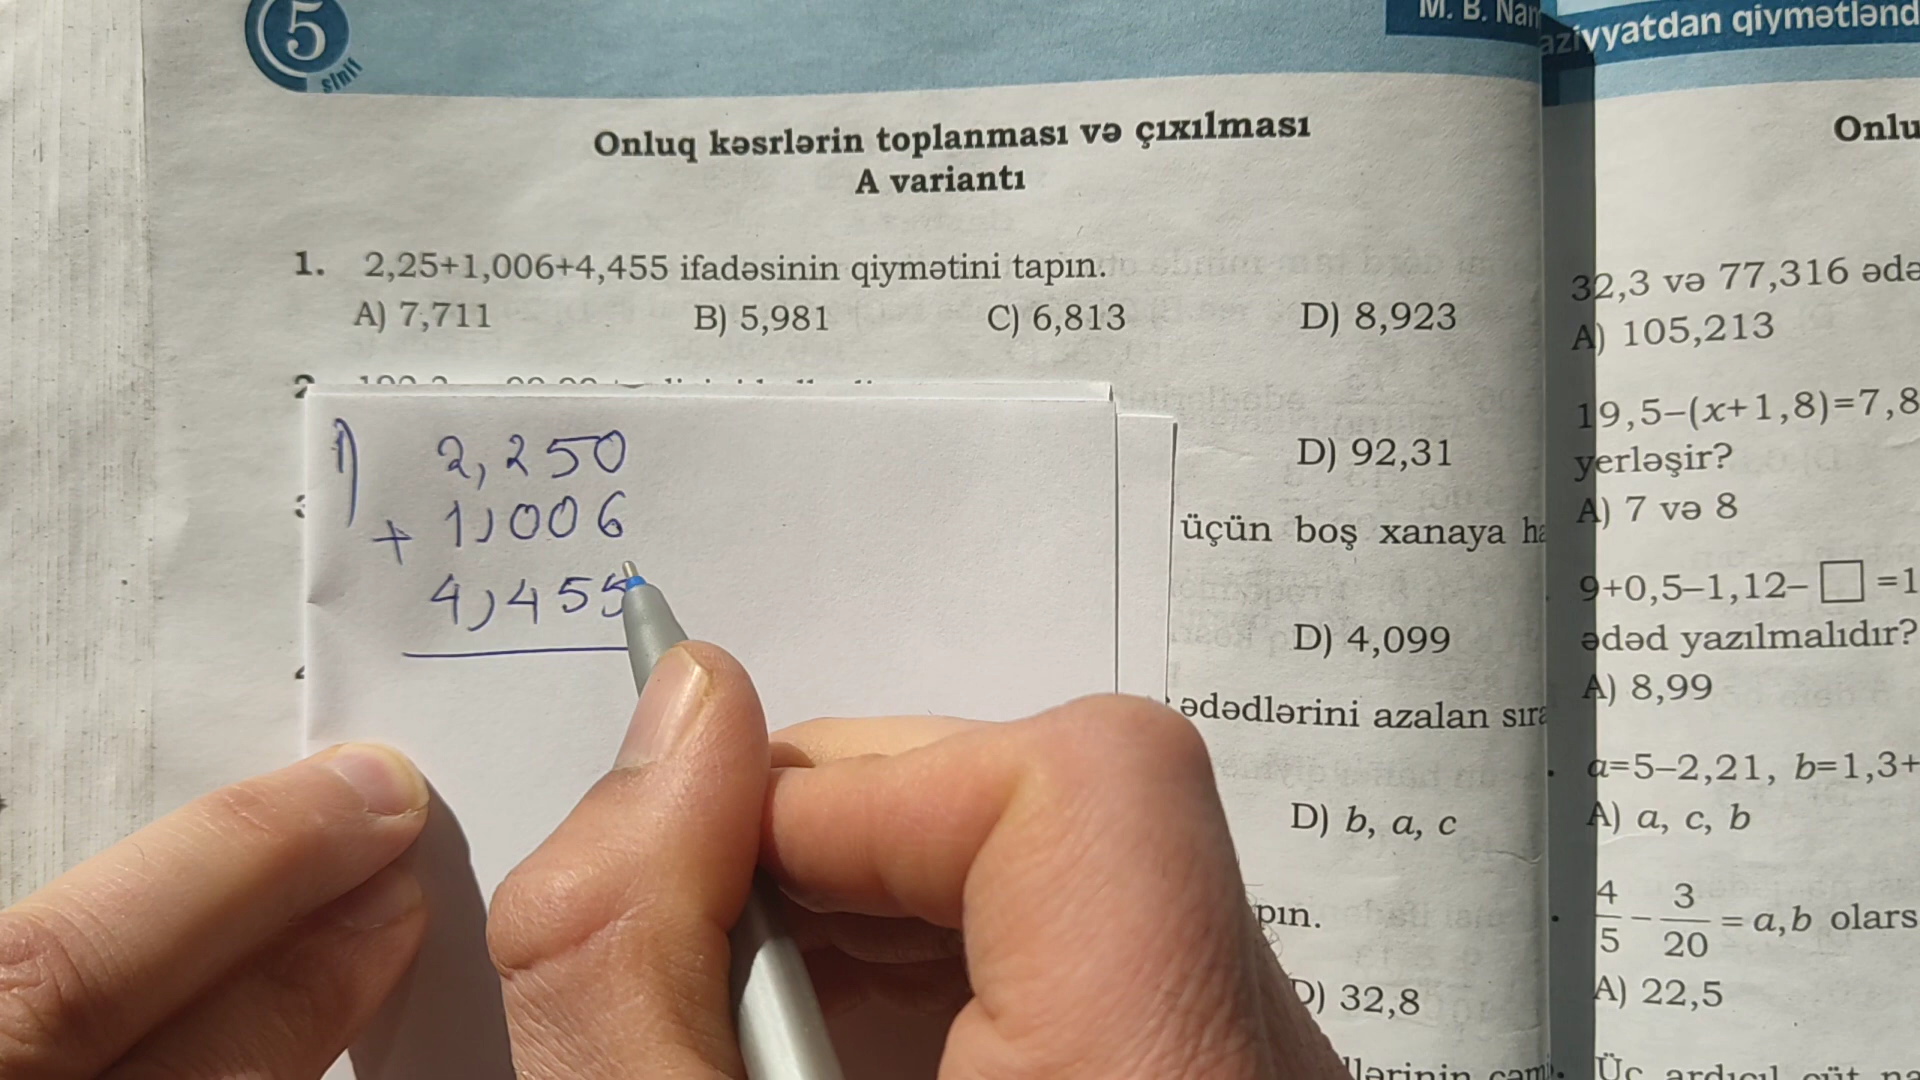 5
sinif
M. B. Nam
Onluq kəsrlərin toplanması və çıxılması
A variantı
1. 2,25+1,006+4,455 ifadəsinin qiymətini tapın.
A) 7,711 B) 5,981 C) 6,813 D) 8,923
1) 2,250
+ 1,006
4,455
D) 92,31
üçün boş xanaya
D) 4,099
ədədlərini azalan
D) b, a, c
D) 32,8
qiymətlənd
Onlu
32,3 və 77,316
A) 105,213
19,5–(x+1,8)=7,8
yerləşir?
A) 7 və 8
9+0,5–1,12– □ =1
ədəd yazılmalıdır?
A) 8,99
a=5–2,21, b=1,3+
A) a, c, b
4/5 – 3/20 = a,b olars
A) 22,5